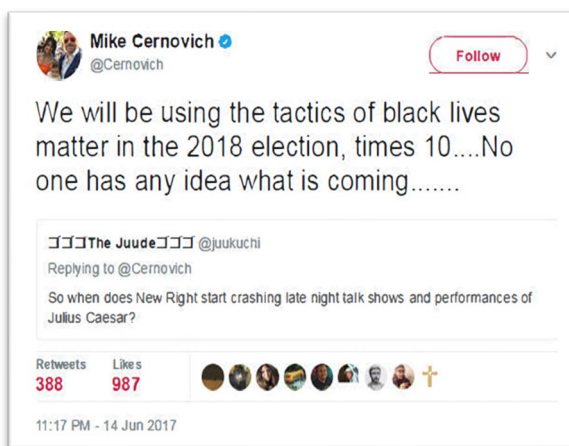 Mike Cernovich
@Cernovich
Follow
We will be using the tactics of black lives
matter in the 2018 election, times 10....No
one has any idea what is coming.......
ゴゴゴThe Juudeゴゴゴ @juukuchi
Replying to @Cernovich
So when does New Right start crashing late night talk shows and performances of
Julius Caesar?
Retweets Likes
388 987
11:17 PM - 14 Jun 2017